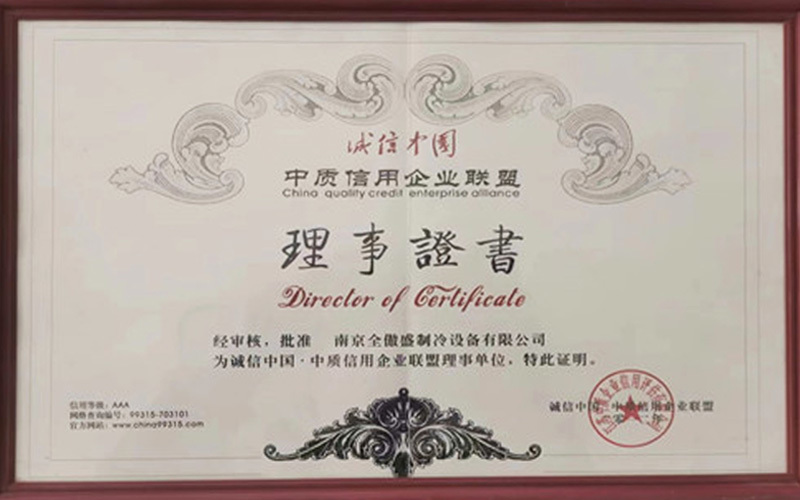 诚信中国
中质信用企业联盟
China quality credit enterprise alliance
理事證書
Director of Certificate
经审核，批准 南京全傲盛制冷设备有限公司
为诚信中国·中质信用企业联盟理事单位，特此证明。
信用等级：AAA
网络查询编号：99315-703101
官方网站：www.china99315.com
诚信中国 中质信用企业联盟